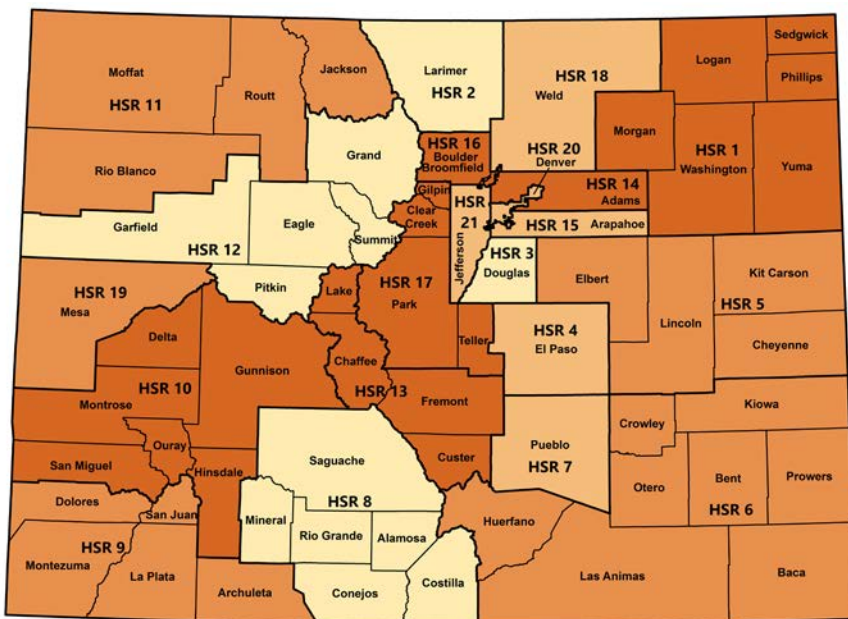 Sedgwick
Logan
Phillips
Moffat
HSR 11
Routt
Jackson
Larimer
HSR 2
HSR 18
Weld
Morgan
HSR 1
Washington
Yuma
Rio Blanco
Grand
HSR 16
Boulder
Broomfield
HSR 20
Denver
Gilpin
HSR 14
Adams
Clear
Creek
HSR
21
Jefferson
HSR 15
Arapahoe
Garfield
HSR 12
Eagle
Summit
HSR 3
Douglas
Elbert
Kit Carson
HSR 5
Lincoln
Cheyenne
HSR 19
Mesa
Pitkin
Lake
HSR 17
Park
Teller
HSR 4
El Paso
Delta
Gunnison
Chaffee
HSR 13
Fremont
HSR 10
Montrose
Ouray
San Miguel
Hinsdale
Saguache
HSR 8
Custer
Pueblo
HSR 7
Crowley
Kiowa
Otero
Bent
HSR 6
Prowers
Dolores
San Juan
HSR 9
Montezuma
La Plata
Mineral
Rio Grande
Alamosa
Huerfano
Archuleta
Conejos
Costilla
Las Animas
Baca